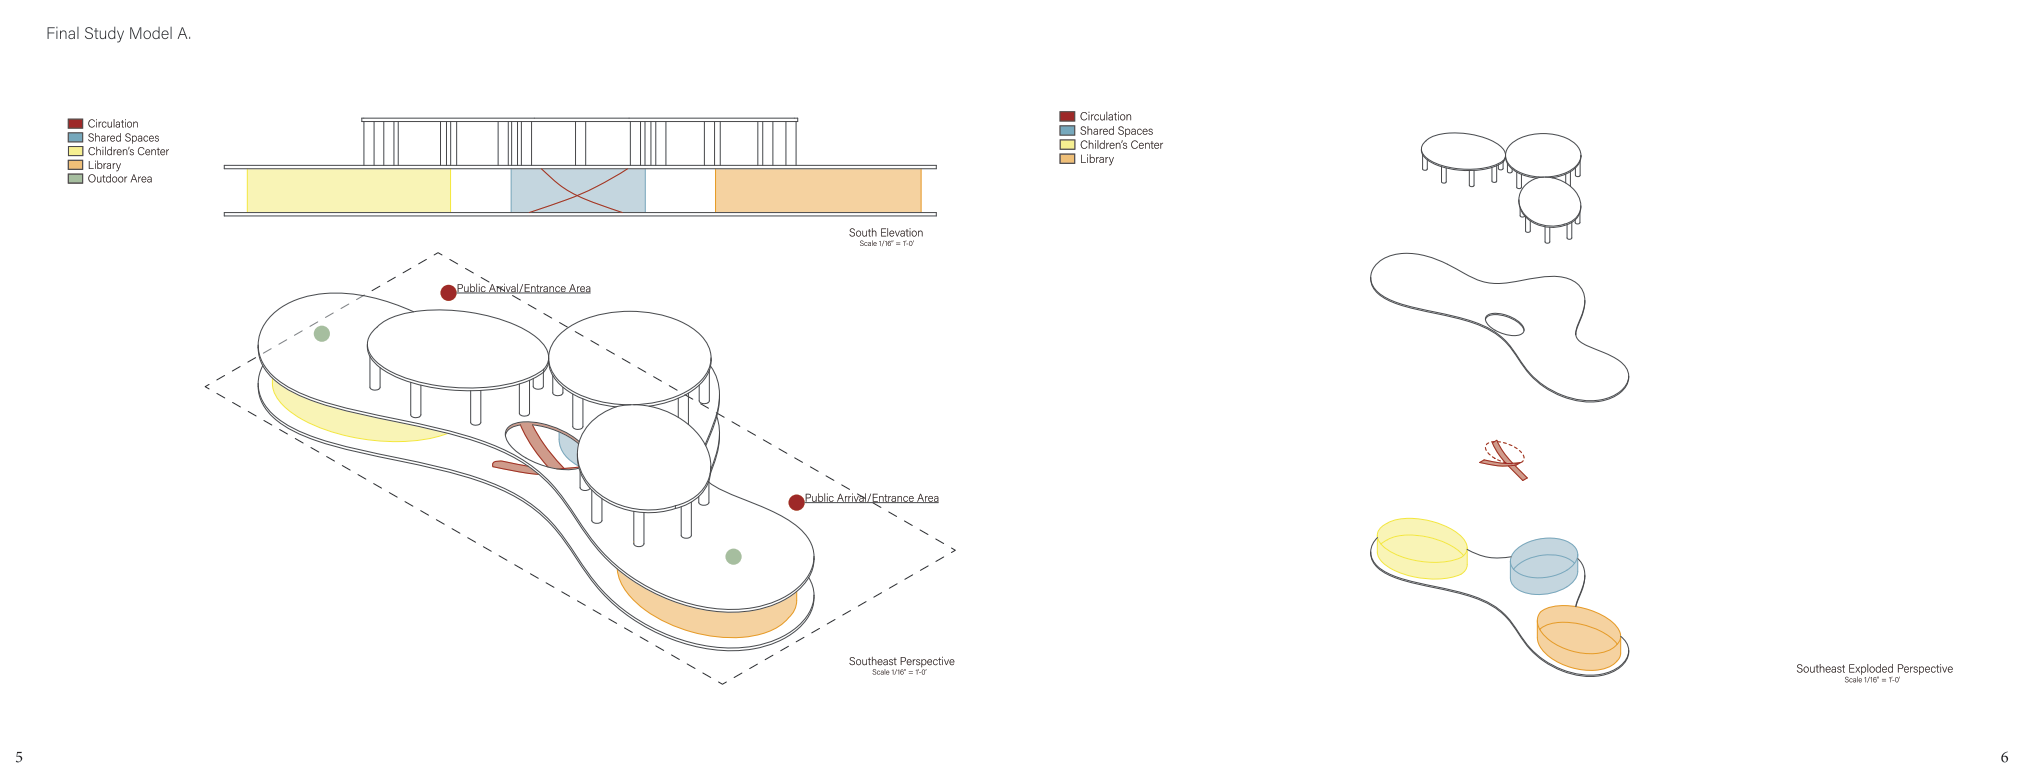 Final Study Model A.
Circulation
Shared Spaces
Children's Center
Library
Outdoor Area
South Elevation
Scale 1/16" = 1'-0'
Public Arrival/Entrance Area
Public Arrival/Entrance Area
Southeast Perspective
Scale 1/16" = 1'-0'
5
Circulation
Shared Spaces
Children's Center
Library
Southeast Exploded Perspective
Scale 1/16" = 1'-0'
6